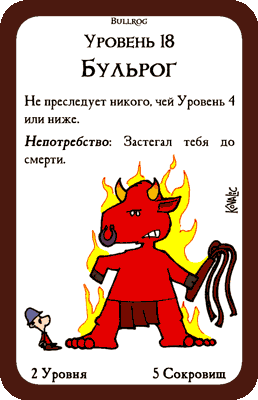 Bullrog
Уровень 18
Бульрог
Не преследует никого, чей Уровень 4
или ниже.
Непотребство: Застегал тебя до
смерти.
Kovalic
2 Уровня
5 Сокровищ